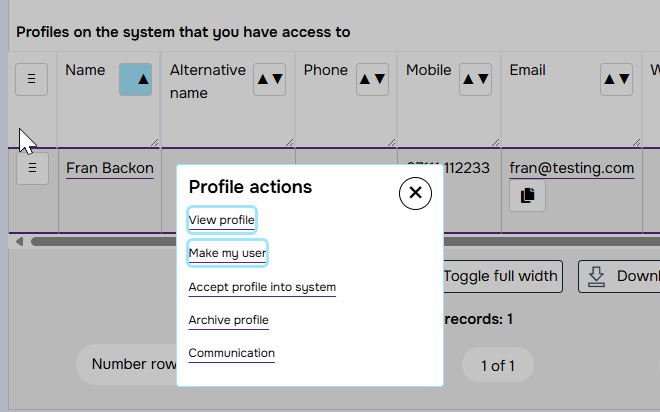 Profiles on the system that you have access to
Name
Alternative name
Phone
Mobile
Email
W
Fran Backon
112233
fran@testing.com
Profile actions
View profile
Make my user
Accept profile into system
Archive profile
Communication
Toggle full width
Downl
records: 1
Number row
1 of 1